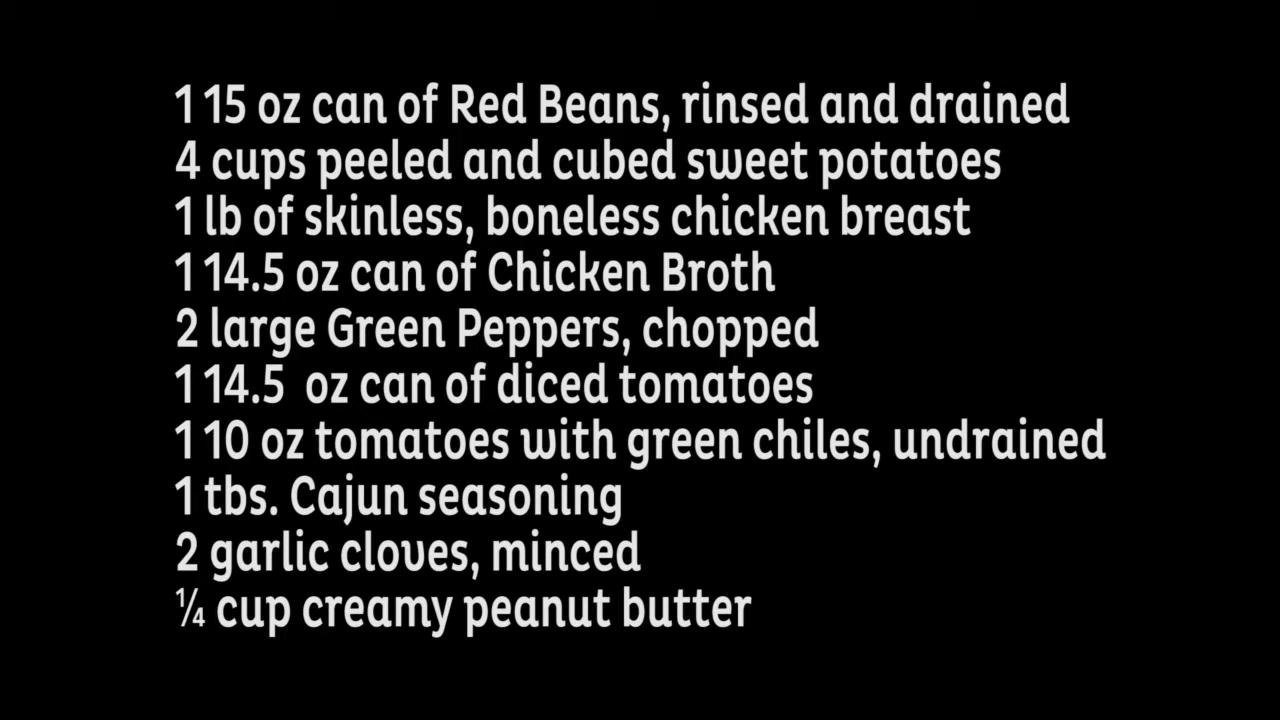 1 15 oz can of Red Beans, rinsed and drained
4 cups peeled and cubed sweet potatoes
1 lb of skinless, boneless chicken breast
1 14.5 oz can of Chicken Broth
2 large Green Peppers, chopped
1 14.5  oz can of diced tomatoes
1 10 oz tomatoes with green chiles, undrained
1 tbs. Cajun seasoning
2 garlic cloves, minced
¼ cup creamy peanut butter